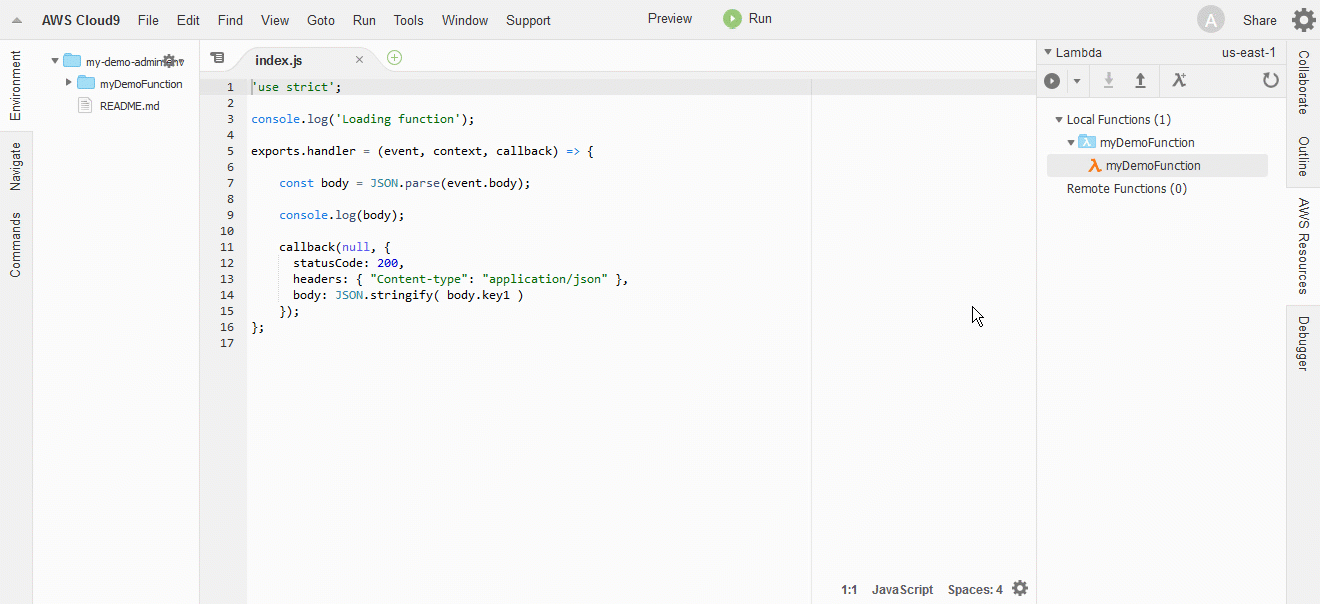 AWS Cloud9 File Edit Find View Goto Run Tools Window Support Preview Run A Share
Environment
Navigate
Commands
my-demo-admin
myDemoFunction
README.md
index.js
1 'use strict';
2
3 console.log('Loading function');
4
5 exports.handler = (event, context, callback) => {
6
7 const body = JSON.parse(event.body);
8
9 console.log(body);
10
11 callback(null, {
12 statusCode: 200,
13 headers: { "Content-type": "application/json" },
14 body: JSON.stringify( body.key1 )
15 });
16 };
17
1:1 JavaScript Spaces: 4
Lambda us-east-1
Local Functions (1)
λ myDemoFunction
λ myDemoFunction
Remote Functions (0)
Collaborate
Outline
AWS Resources
Debugger